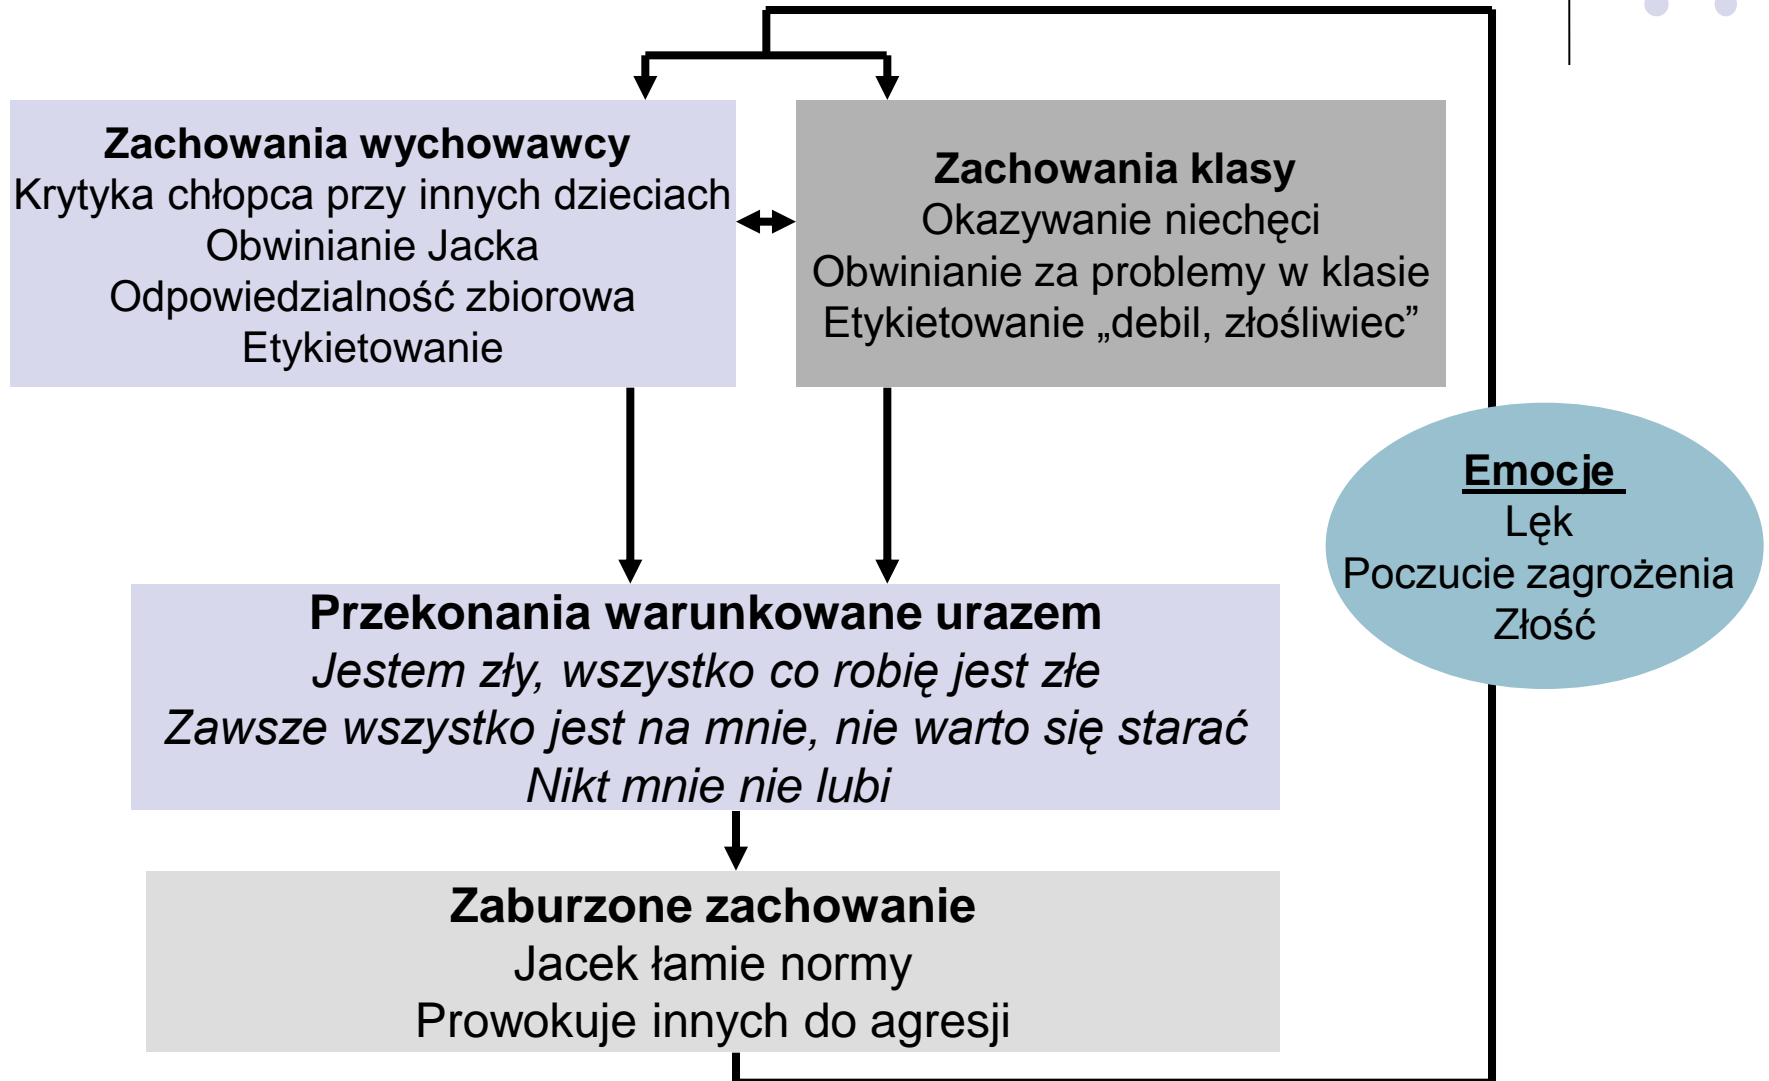 Zachowania wychowawcy
Krytyka chłopca przy innych dzieciach
Obwinianie Jacka
Odpowiedzialność zbiorowa
Etykietowanie
Zachowania klasy
Okazywanie niechęci
Obwinianie za problemy w klasie
Etykietowanie „debil, złośliwiec”
Emocje
Lęk
Poczucie zagrożenia
Złość
Przekonania warunkowane urazem
Jestem zły, wszystko co robię jest złe
Zawsze wszystko jest na mnie, nie warto się starać
Nikt mnie nie lubi
Zaburzone zachowanie
Jacek łamie normy
Prowokuje innych do agresji